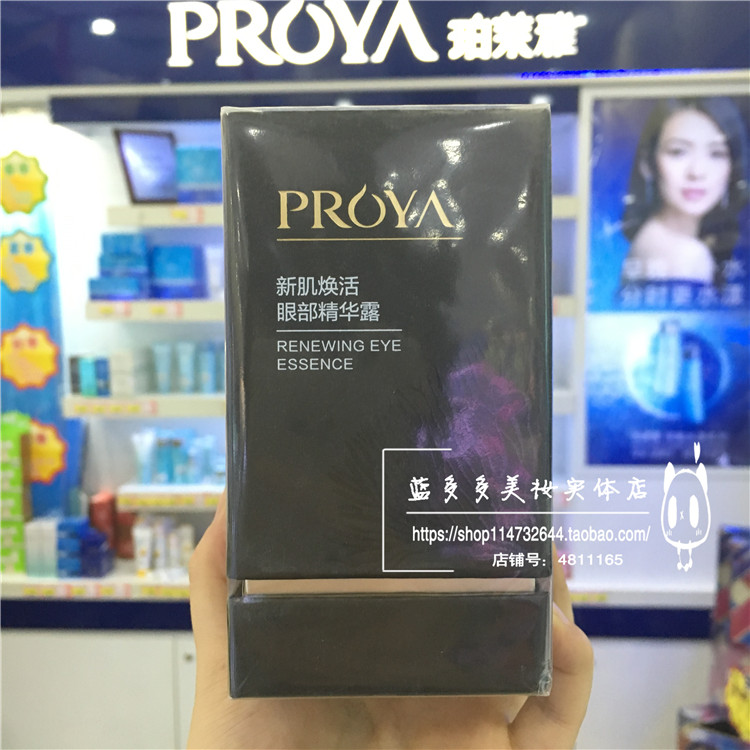 PROYA 珀莱雅
PROYA
新肌焕活
眼部精华露
RENEWING EYE
ESSENCE
蓝多多美妆实体店
https://shop114732644.taobao.com/
店铺号：4811165